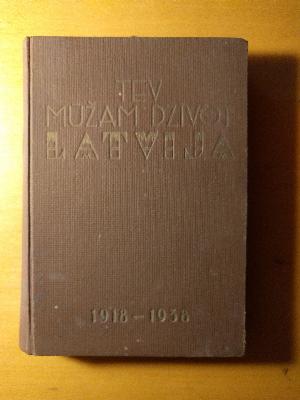 TEV
MŪŽAM DZĪVOT
LATVIJA
1918-1938